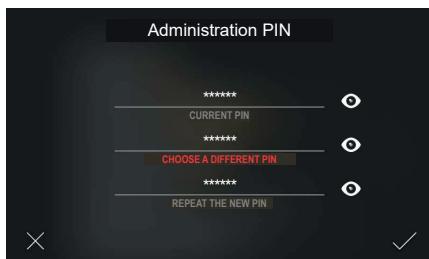 Administration PIN
******
CURRENT PIN
******
CHOOSE A DIFFERENT PIN
******
REPEAT THE NEW PIN